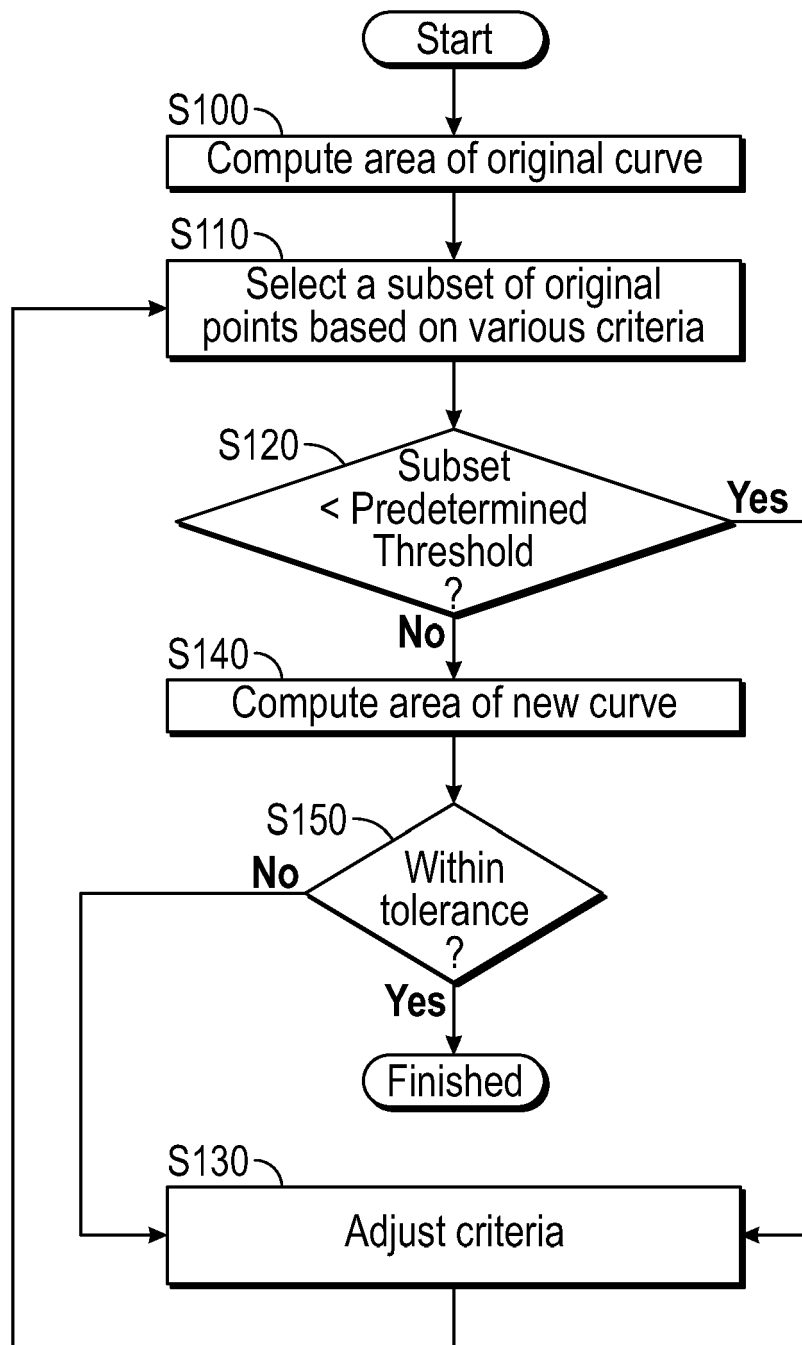 Start
S100
Compute area of original curve
S110
Select a subset of original
points based on various criteria
S120
Subset
< Predetermined
Threshold
?
Yes
No
S140
Compute area of new curve
S150
Within
tolerance
?
No
Yes
Finished
S130
Adjust criteria